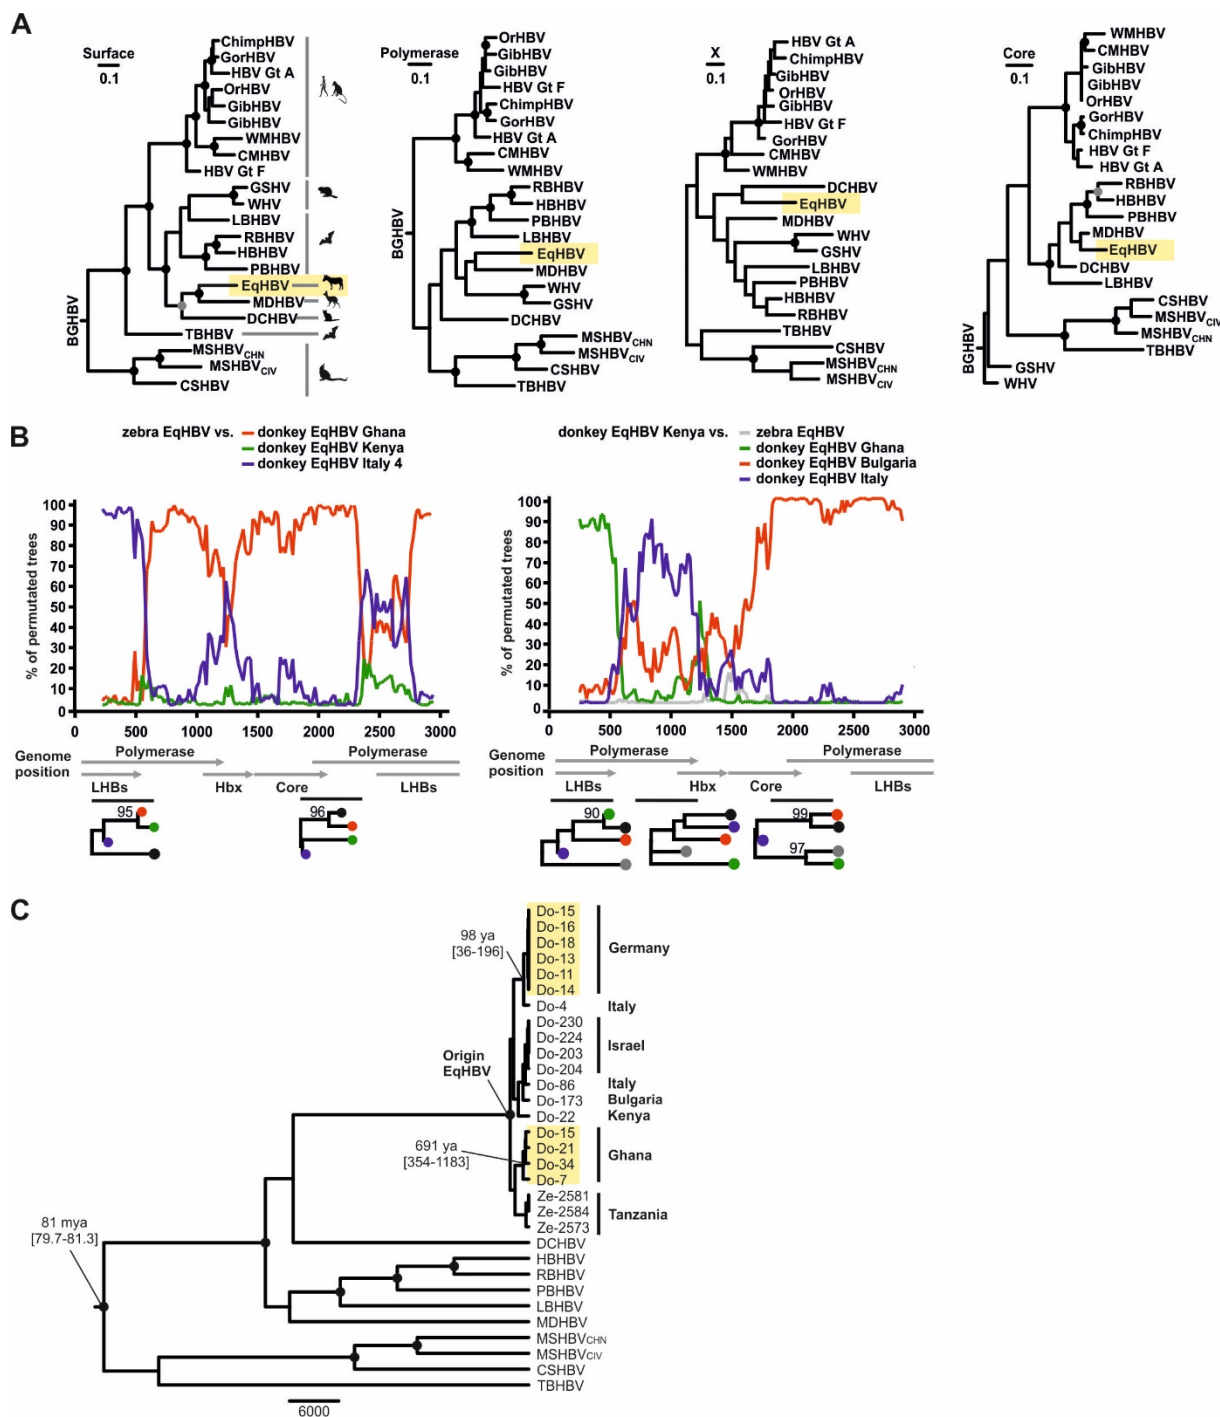 A
Surface
0.1
ChimpHBV
GorHBV
HBV Gt A
OrHBV
GibHBV
GibHBV
WMHBV
CMHBV
HBV Gt F
GSHV
WHV
LBHBV
RBHBV
HBHBV
PBHBV
EqHBV
MDHBV
DCHBV
TBHBV
MSHBVCHN
MSHBVCIV
CSHBV
BGHBV
Polymerase
0.1
OrHBV
GibHBV
GibHBV
HBV Gt F
ChimpHBV
GorHBV
HBV Gt A
CMHBV
WMHBV
RBHBV
HBHBV
PBHBV
LBHBV
EqHBV
MDHBV
WHV
GSHV
DCHBV
MSHBVCHN
MSHBVCIV
CSHBV
TBHBV
BGHBV
X
0.1
HBV Gt A
ChimpHBV
GibHBV
OrHBV
GibHBV
HBV Gt F
GorHBV
CMHBV
WMHBV
DCHBV
EqHBV
MDHBV
WHV
GSHV
LBHBV
PBHBV
HBHBV
RBHBV
TBHBV
CSHBV
MSHBVCHN
MSHBVCIV
BGHBV
Core
0.1
WMHBV
CMHBV
GibHBV
GibHBV
OrHBV
GorHBV
ChimpHBV
HBV Gt F
HBV Gt A
RBHBV
HBHBV
PBHBV
MDHBV
EqHBV
DCHBV
LBHBV
CSHBV
MSHBVCIV
MSHBVCHN
TBHBV
GSHV
WHV
BGHBV
B
zebra EqHBV vs.
donkey EqHBV Ghana
donkey EqHBV Kenya
donkey EqHBV Italy 4
% of permutated trees
100
90
80
70
60
50
40
30
20
10
0
0 500 1000 1500 2000 2500 3000
donkey EqHBV Kenya vs.
zebra EqHBV
donkey EqHBV Ghana
donkey EqHBV Bulgaria
donkey EqHBV Italy
% of permutated trees
100
90
80
70
60
50
40
30
20
10
0
0 500 1000 1500 2000 2500 3000
Genome
position
Polymerase
Polymerase
LHBs
Hbx
Core
LHBs
95
96
Polymerase
Polymerase
LHBs
Hbx
Core
LHBs
90
99
97
C
98 ya
[36-196]
Origin
EqHBV
691 ya
[354-1183]
81 mya
[79.7-81.3]
Do-15
Do-16
Do-18
Do-13
Do-11
Do-14
Germany
Do-4 Italy
Do-230
Do-224
Do-203
Do-204
Israel
Do-86 Italy
Do-173 Bulgaria
Do-22 Kenya
Do-15
Do-21
Do-34
Do-7
Ghana
Ze-2581
Ze-2584
Ze-2573
Tanzania
DCHBV
HBHBV
RBHBV
PBHBV
LBHBV
MDHBV
MSHBVCHN
MSHBVCIV
CSHBV
TBHBV
6000